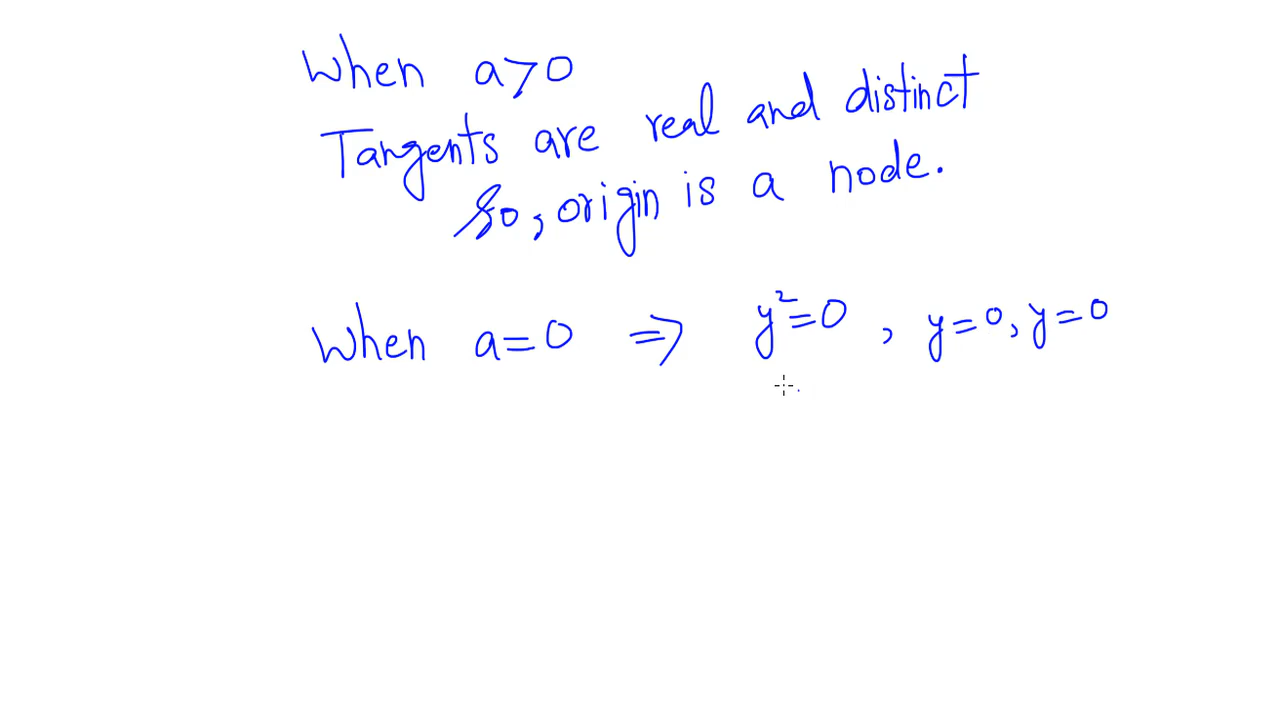 When a>0
Tangents are real and distinct
So, origin is a node.
When a=0 ⇒ y²=0 , y=0, y=0